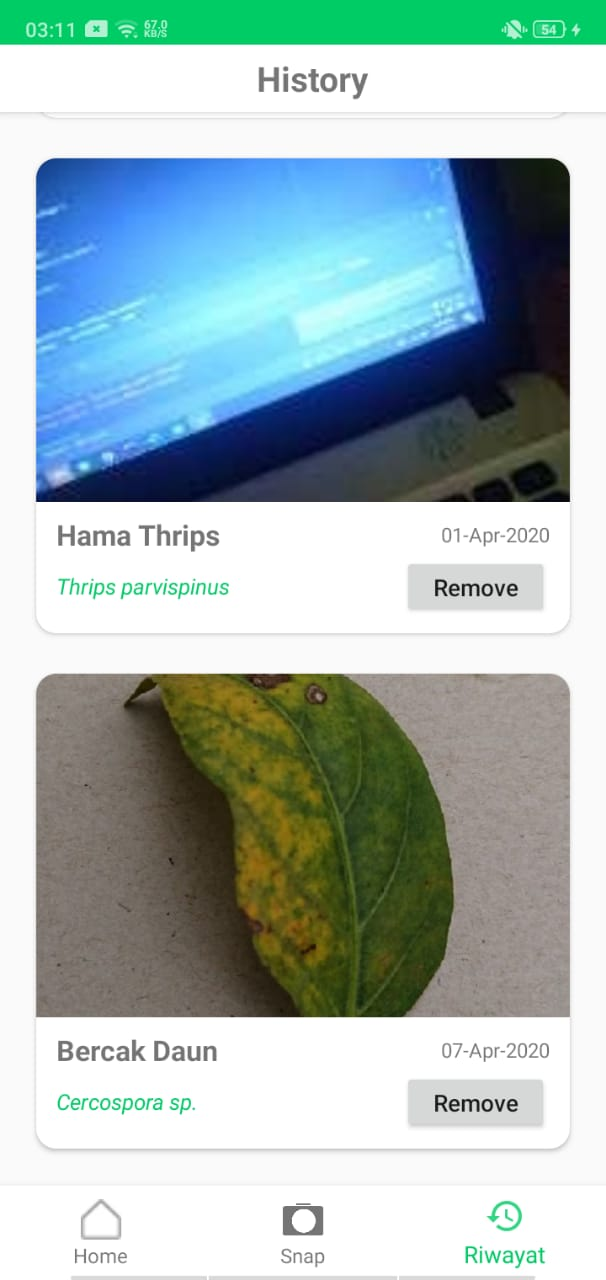 03:11 67.0 KB/S 54
History
Hama Thrips 01-Apr-2020
Thrips parvispinus Remove
Bercak Daun 07-Apr-2020
Cercospora sp. Remove
Home Snap Riwayat